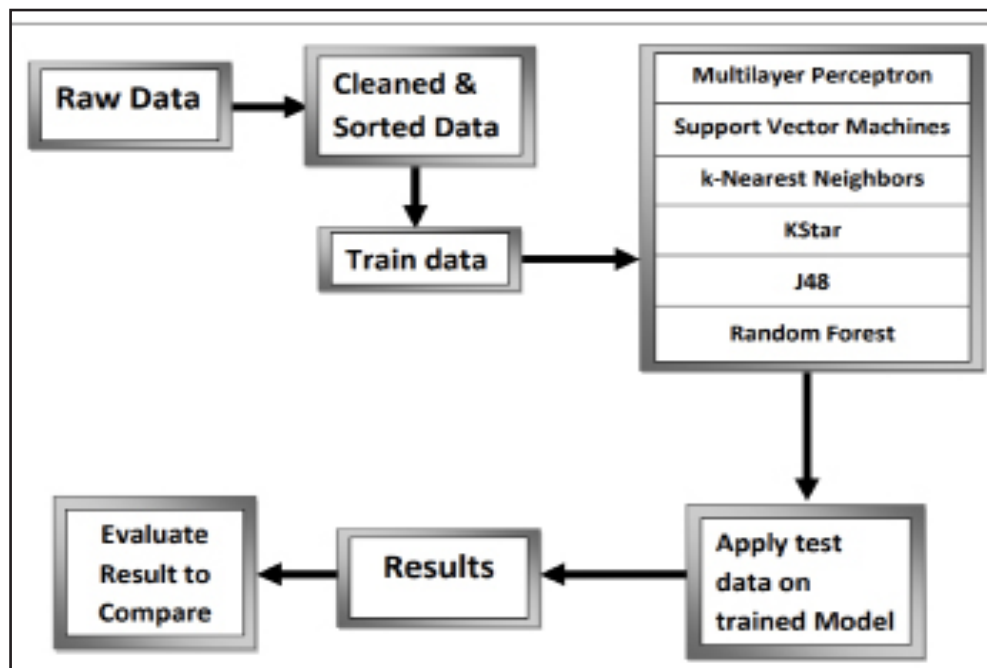 Raw Data
Cleaned &
Sorted Data
Train data
Multilayer Perceptron
Support Vector Machines
k-Nearest Neighbors
KStar
J48
Random Forest
Apply test
data on
trained Model
Results
Evaluate
Result to
Compare